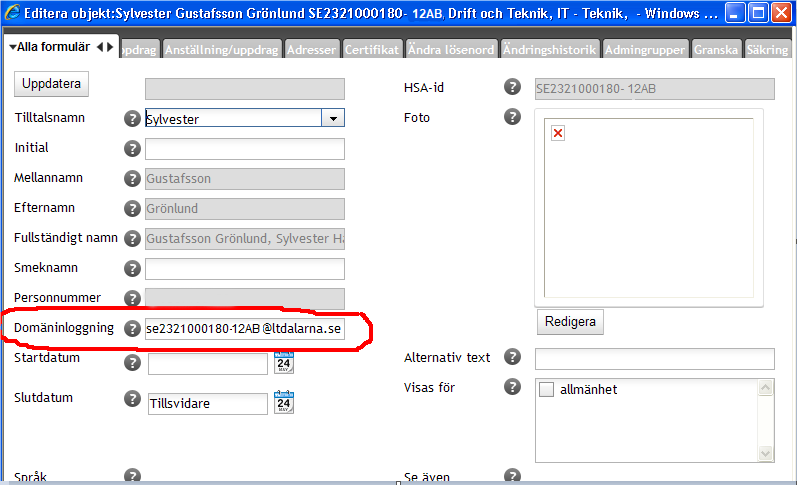 Editera objekt:Sylvester Gustafsson Grönlund SE2321000180- 12AB, Drift och Teknik, IT - Teknik, - Windows ...
Alla formulär pdrag Anställning/uppdrag Adresser Certifikat Ändra lösenord Ändringshistorik Admingrupper Granska Säkring
Uppdatera
HSA-id ? SE2321000180- 12AB
Tilltalsnamn ? Sylvester
Foto ?
Initial ?
Mellannamn ? Gustafsson
Efternamn ? Grönlund
Fullständigt namn ? Gustafsson Grönlund, Sylvester Ha
Smeknamn ?
Personnummer ?
Redigera
Domäninloggning ? se2321000180-12AB @ltdalarna.se
Startdatum ? 24 MAY
Alternativ text ?
Visas för ? allmänhet
Slutdatum ? Tillsvidare 24 MAY
Språk ?
Se även ?